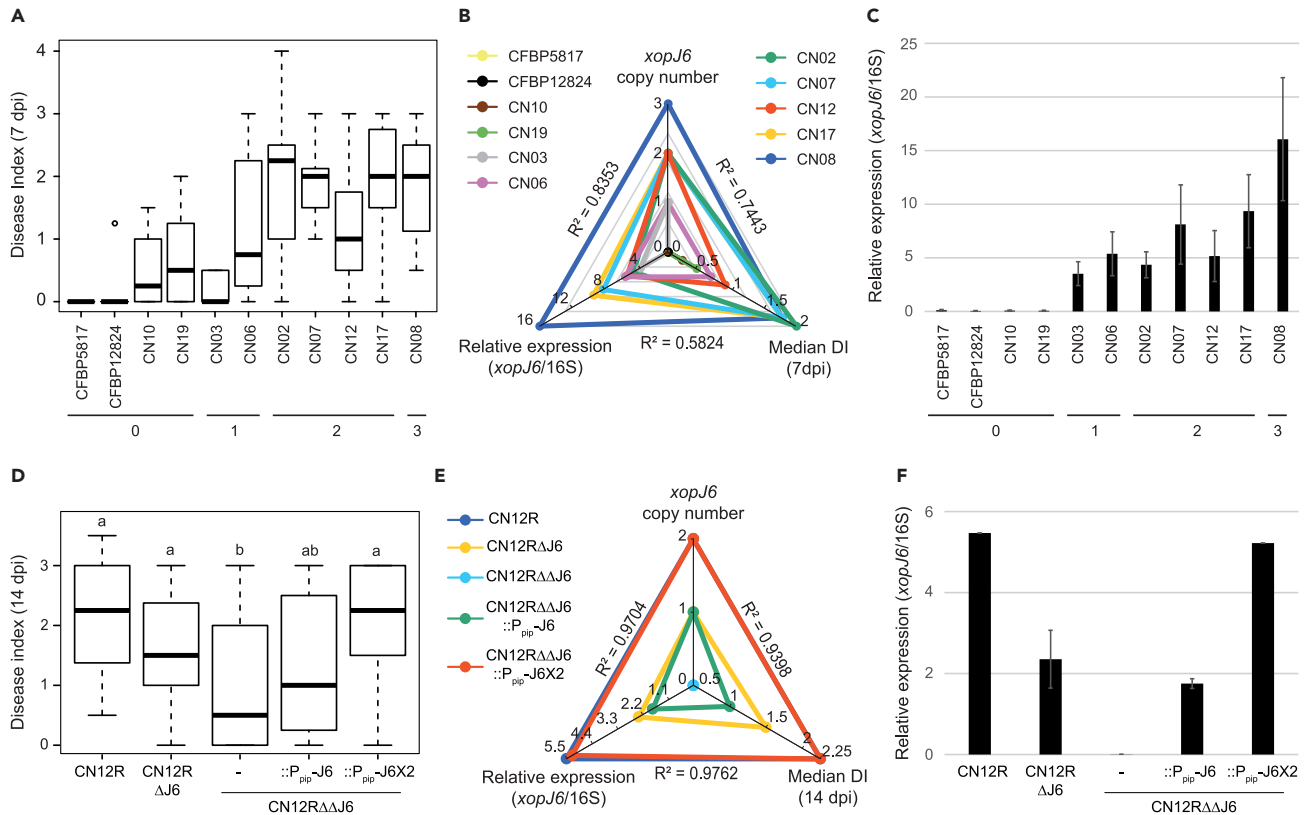 A
Disease Index (7 dpi)
4
3
2
1
0
CFBP5817
CFBP12824
CN10
CN19
CN03
CN06
CN02
CN07
CN12
CN17
CN08
0
1
2
3
B
CFBP5817
CFBP12824
CN10
CN19
CN03
CN06
xopJ6
copy number
CN02
CN07
CN12
CN17
CN08
3
2
1
0
0
0.5
1
1.5
2
4
8
12
16
R² = 0.8353
R² = 0.7443
R² = 0.5824
Relative expression
(xopJ6/16S)
Median DI
(7dpi)
C
Relative expression (xopJ6/16S)
25
20
15
10
5
0
CFBP5817
CFBP12824
CN10
CN19
CN03
CN06
CN02
CN07
CN12
CN17
CN08
0
1
2
3
D
Disease index (14 dpi)
3
2
1
0
a
a
b
ab
a
CN12R
CN12R
ΔJ6
-
::Ppip-J6
::Ppip-J6X2
CN12RΔΔJ6
E
CN12R
CN12RΔJ6
CN12RΔΔJ6
CN12RΔΔJ6
::Ppip-J6
CN12RΔΔJ6
::Ppip-J6X2
xopJ6
copy number
2
1
0
0.5
1
1.5
2
2.25
1.1
2.2
3.3
4.4
5.5
R² = 0.9704
R² = 0.9398
R² = 0.9762
Relative expression
(xopJ6/16S)
Median DI
(14 dpi)
F
Relative expression (xopJ6/16S)
6
4
2
0
CN12R
CN12R
ΔJ6
-
::Ppip-J6
::Ppip-J6X2
CN12RΔΔJ6